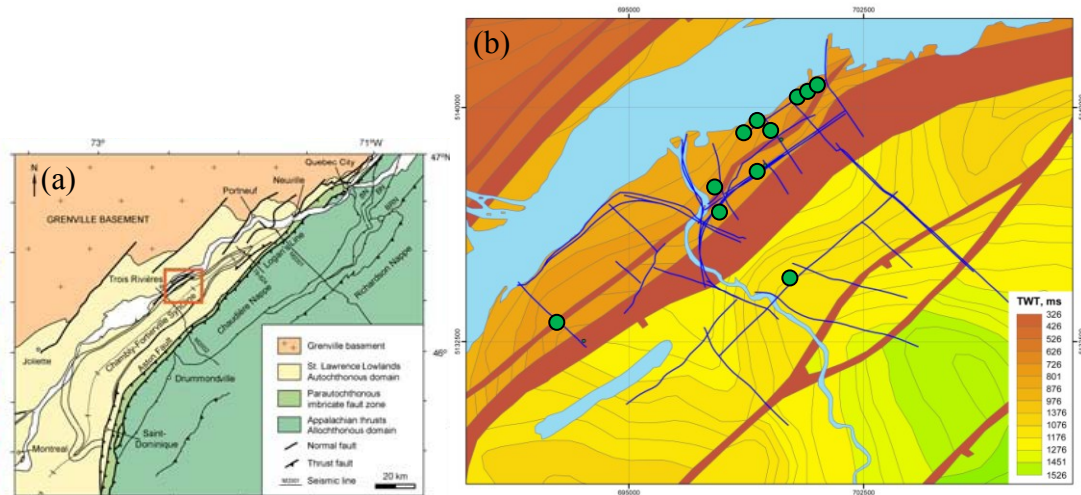 (a)
73°
71°W
47°N
N
Quebec City
Neuville
Portneuf
GRENVILLE BASEMENT
Trois Rivières
Logan's Line
Richardson Nappe
Chaudière Nappe
Chambly-Fortierville Syncline
Aston Fault
Joliette
46°
Drummondville
Saint-
Dominique
Montreal
Grenville basement
St. Lawrence Lowlands
Autochthonous domain
Parautochthonous
imbricate fault zone
Appalachian thrusts
Allochthonous domain
Normal fault
Thrust fault
Seismic line
20 km
(b)
695000
702500
5140000
5132500
TWT, ms
326
426
526
626
726
801
876
976
1076
1176
1276
1451
1526
695000
702500